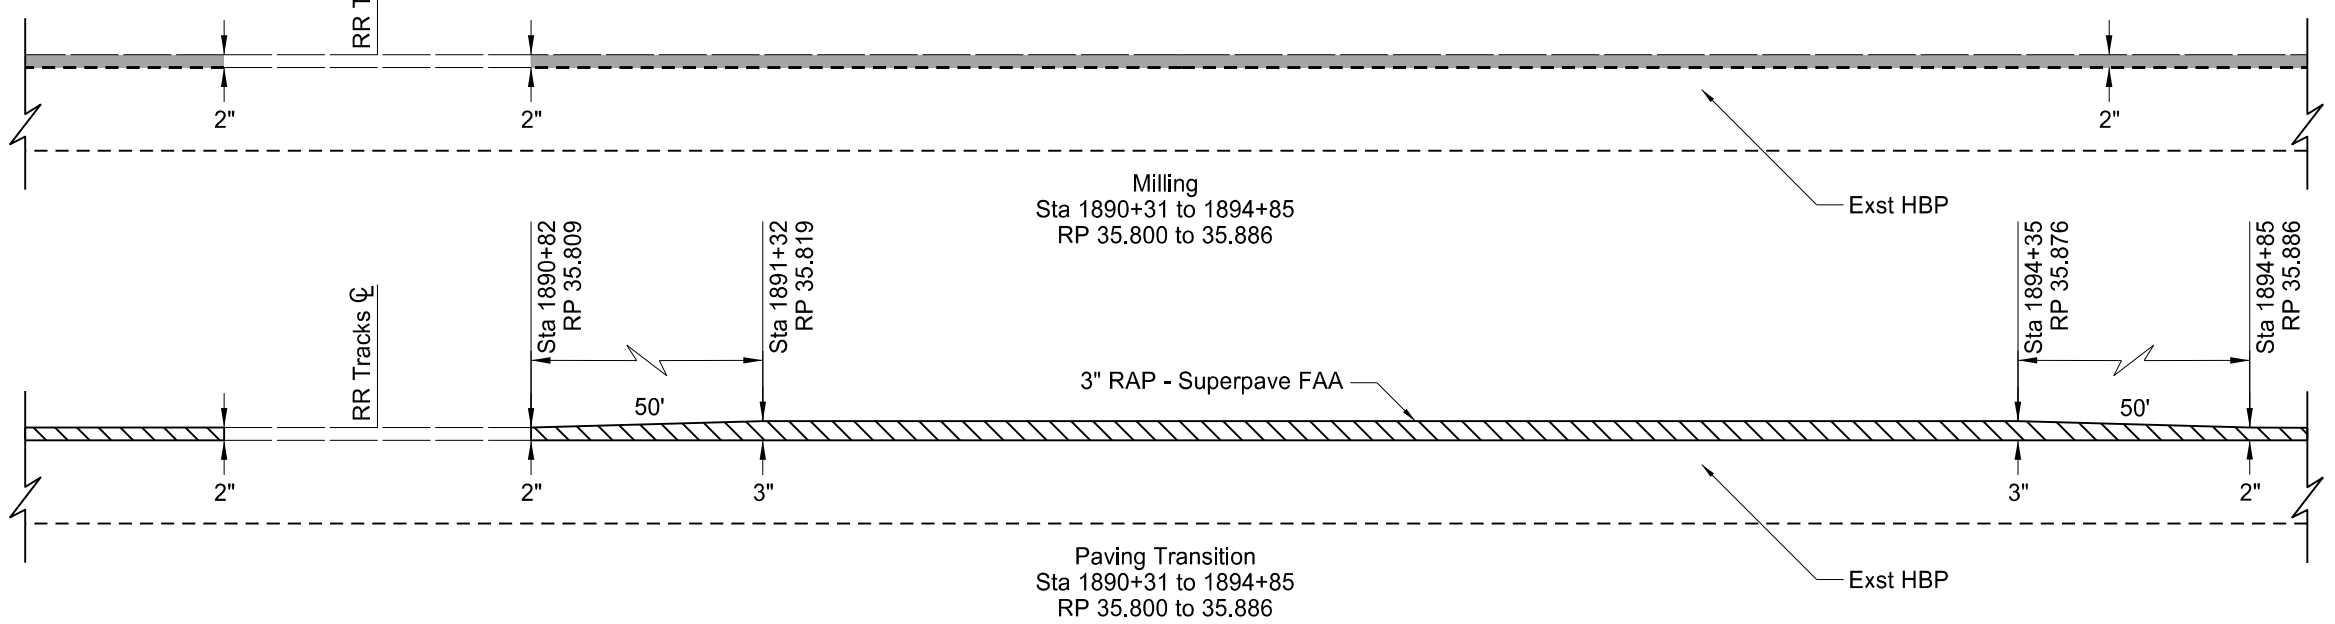 RR T
2"
2"
2"
Milling
Sta 1890+31 to 1894+85
RP 35.800 to 35.886
Exst HBP
Sta 1890+82
RP 35.809
Sta 1891+32
RP 35.819
Sta 1894+35
RP 35.876
Sta 1894+85
RP 35.886
RR Tracks ℄
3" RAP - Superpave FAA
50'
50'
2"
2"
3"
3"
2"
Paving Transition
Sta 1890+31 to 1894+85
RP 35.800 to 35.886
Exst HBP